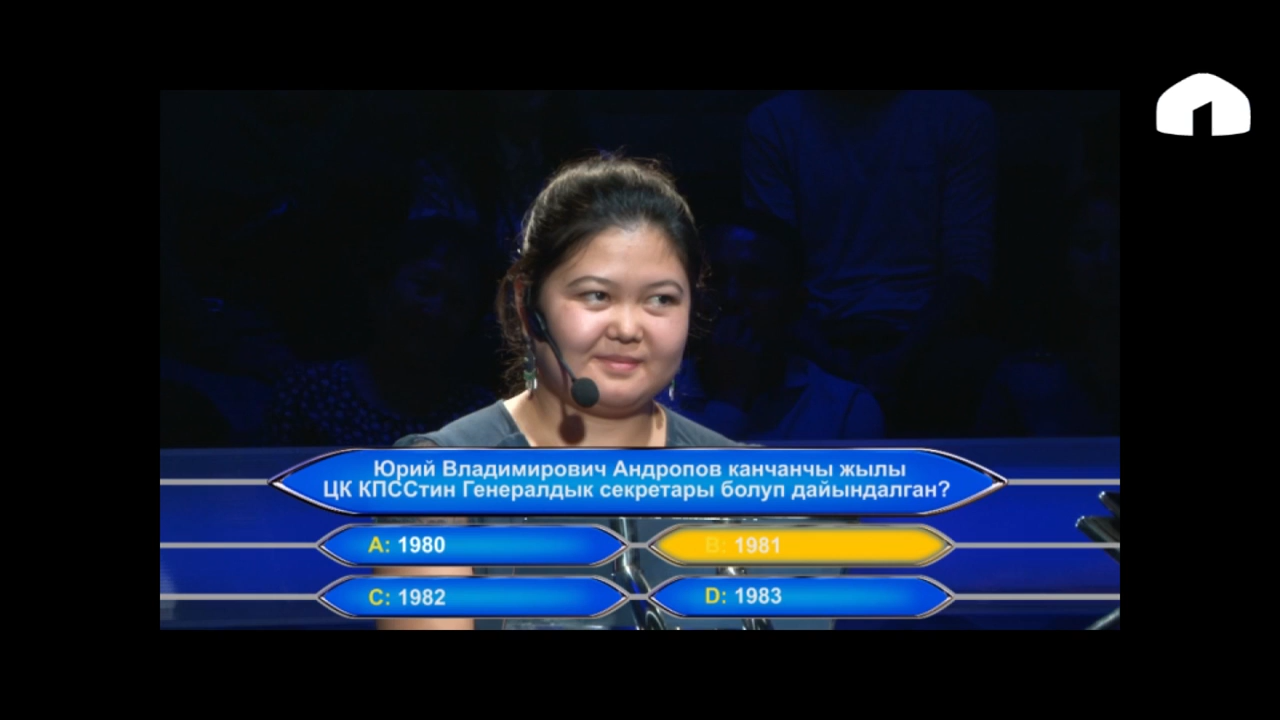 Юрий Владимирович Андропов канчанчы жылы
ЦК КПССтин Генералдык секретары болуп дайындалган?
A: 1980
B: 1981
C: 1982
D: 1983